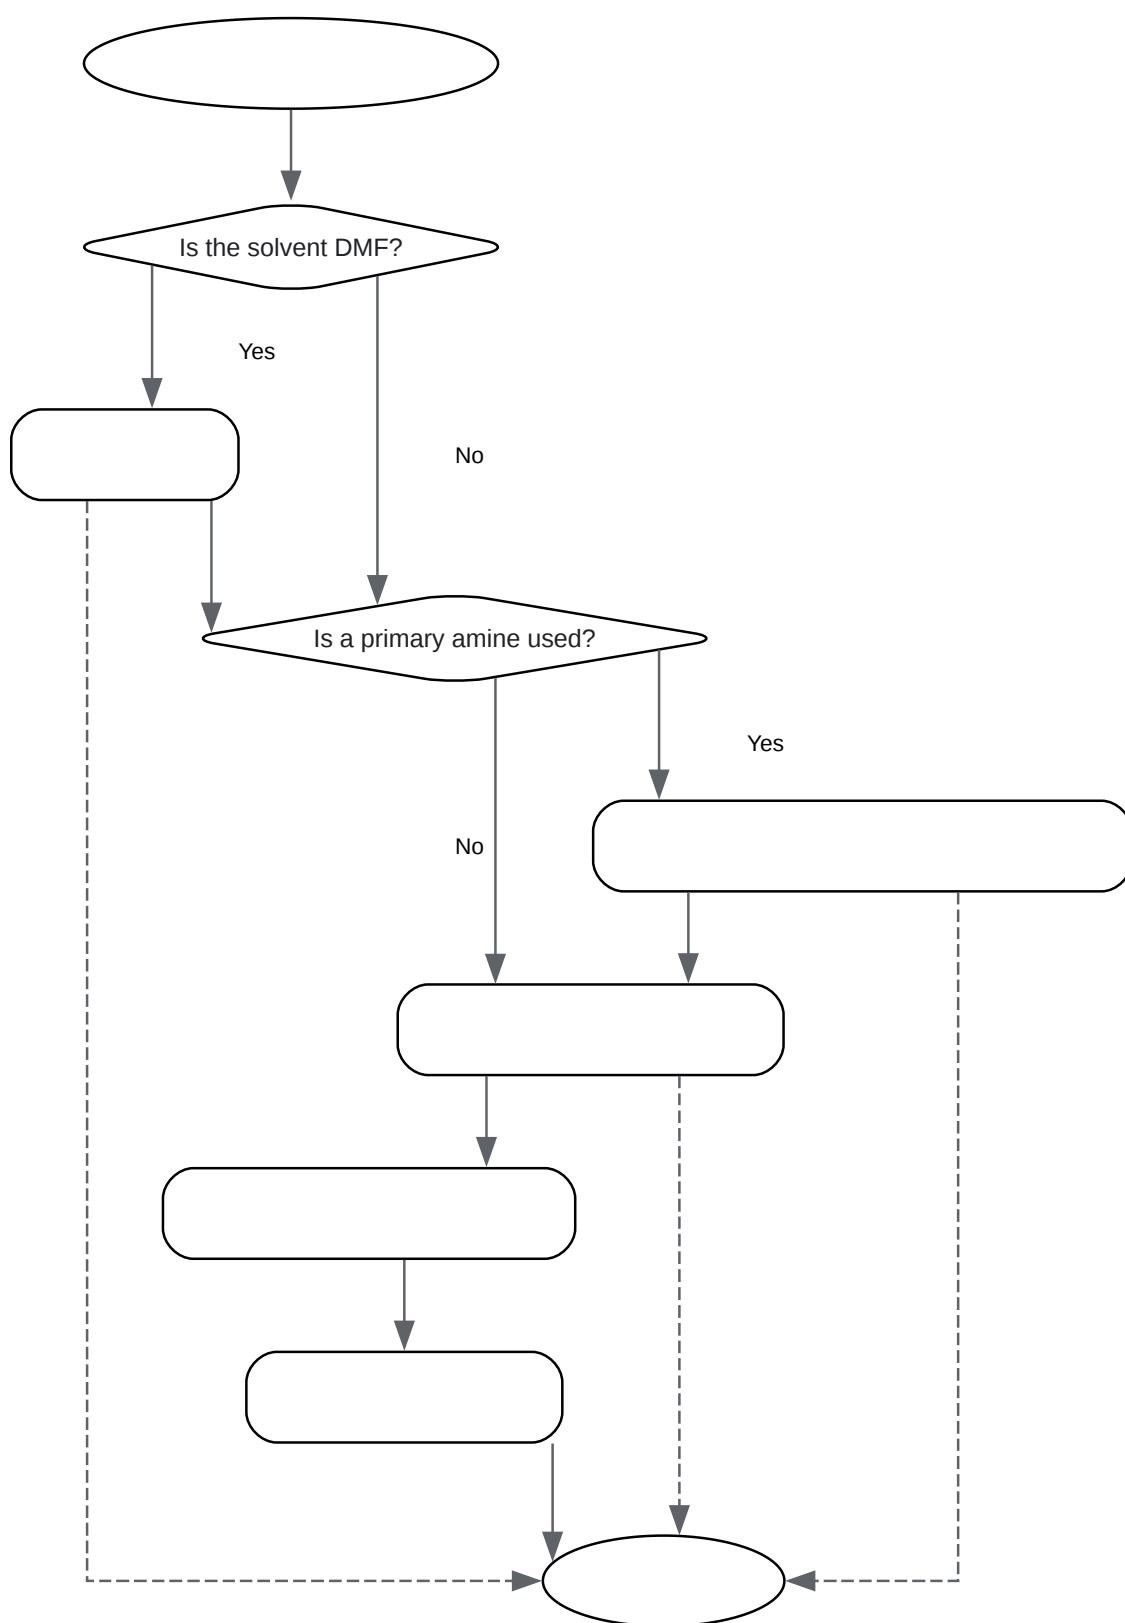 Is the solvent DMF?
Yes
No
Is a primary amine used?
Yes
No